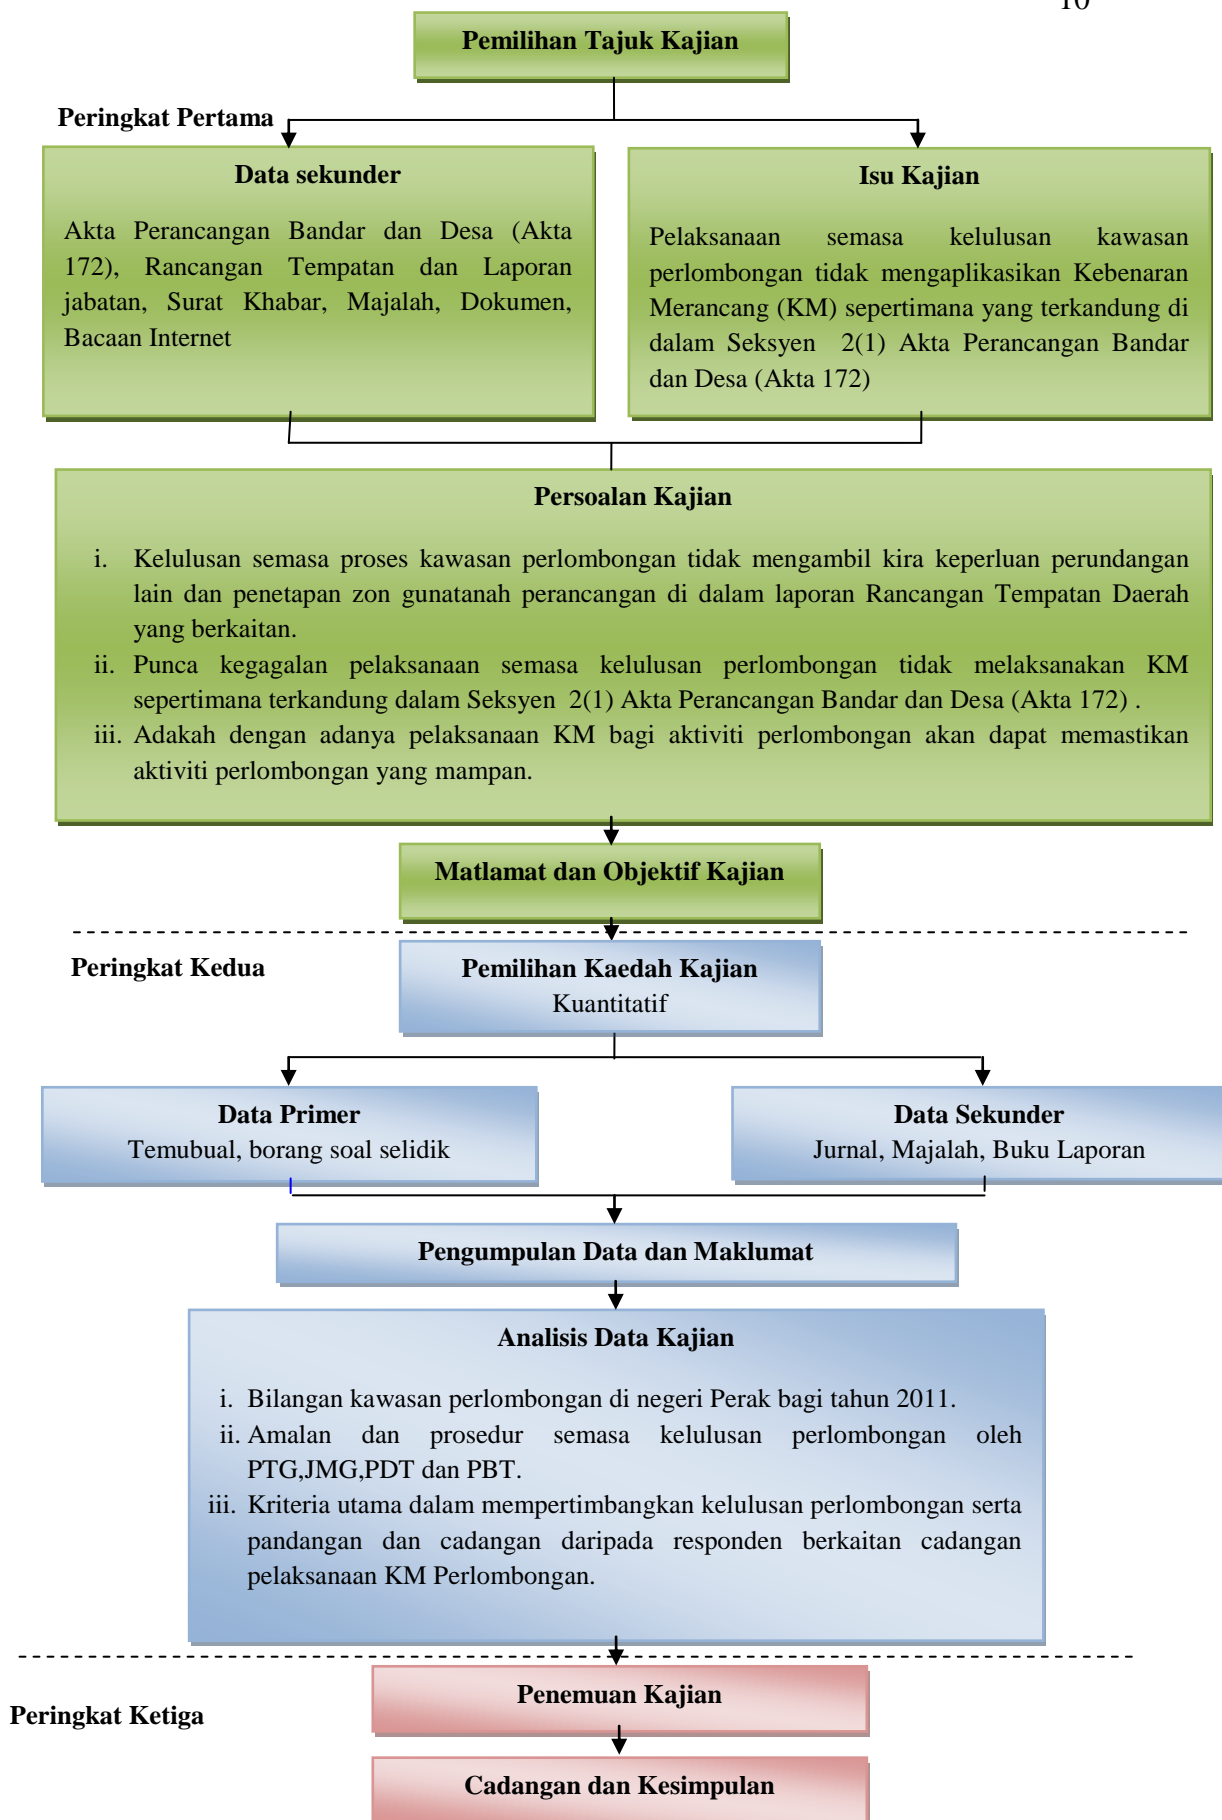 10
Pemilihan Tajuk Kajian
Peringkat Pertama
Data sekunder
Akta Perancangan Bandar dan Desa (Akta
172), Rancangan Tempatan dan Laporan
jabatan, Surat Khabar, Majalah, Dokumen,
Bacaan Internet
Isu Kajian
Pelaksanaan semasa kelulusan kawasan
perlombongan tidak mengaplikasikan Kebenaran
Merancang (KM) sepertimana yang terkandung di
dalam Seksyen 2(1) Akta Perancangan Bandar
dan Desa (Akta 172)
Persoalan Kajian
i. Kelulusan semasa proses kawasan perlombongan tidak mengambil kira keperluan perundangan
lain dan penetapan zon gunatanah perancangan di dalam laporan Rancangan Tempatan Daerah
yang berkaitan.
ii. Punca kegagalan pelaksanaan semasa kelulusan perlombongan tidak melaksanakan KM
sepertimana terkandung dalam Seksyen 2(1) Akta Perancangan Bandar dan Desa (Akta 172) .
iii. Adakah dengan adanya pelaksanaan KM bagi aktiviti perlombongan akan dapat memastikan
aktiviti perlombongan yang mampan.
Matlamat dan Objektif Kajian
Peringkat Kedua
Pemilihan Kaedah Kajian
Kuantitatif
Data Primer
Temubual, borang soal selidik
Data Sekunder
Jurnal, Majalah, Buku Laporan
Pengumpulan Data dan Maklumat
Analisis Data Kajian
i. Bilangan kawasan perlombongan di negeri Perak bagi tahun 2011.
ii. Amalan dan prosedur semasa kelulusan perlombongan oleh
PTG,JMG,PDT dan PBT.
iii. Kriteria utama dalam mempertimbangkan kelulusan perlombongan serta
pandangan dan cadangan daripada responden berkaitan cadangan
pelaksanaan KM Perlombongan.
Peringkat Ketiga
Penemuan Kajian
Cadangan dan Kesimpulan